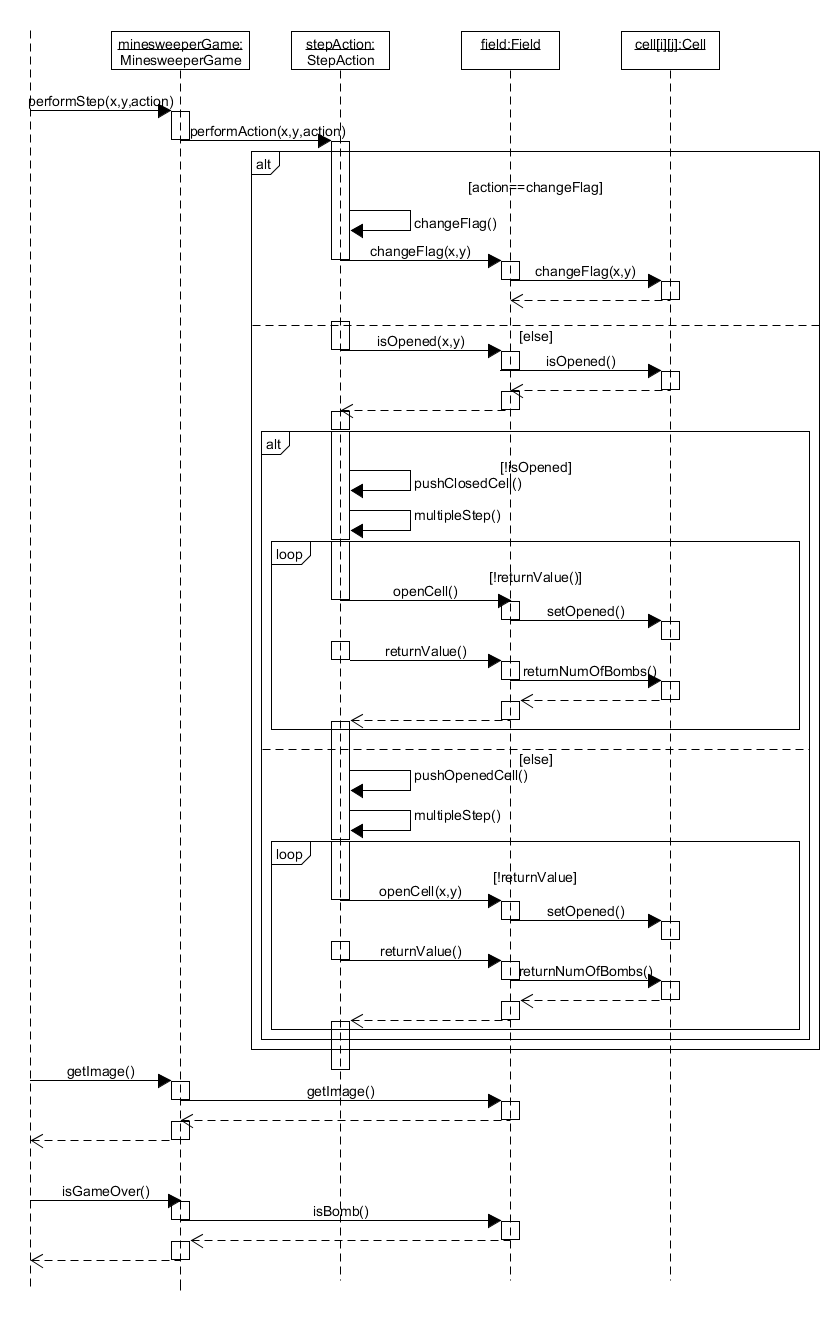 minesweeperGame:
MinesweeperGame
stepAction:
StepAction
field:Field
cell[i][j]:Cell
performStep(x,y,action)
performAction(x,y,action)
alt
[action==changeFlag]
changeFlag()
changeFlag(x,y)
changeFlag(x,y)
[else]
isOpened(x,y)
isOpened()
alt
[!isOpened]
pushClosedCell()
multipleStep()
loop
[!returnValue()]
openCell()
setOpened()
returnValue()
returnNumOfBombs()
[else]
pushOpenedCell()
multipleStep()
loop
[!returnValue]
openCell(x,y)
setOpened()
returnValue()
returnNumOfBombs()
getImage()
getImage()
isGameOver()
isBomb()